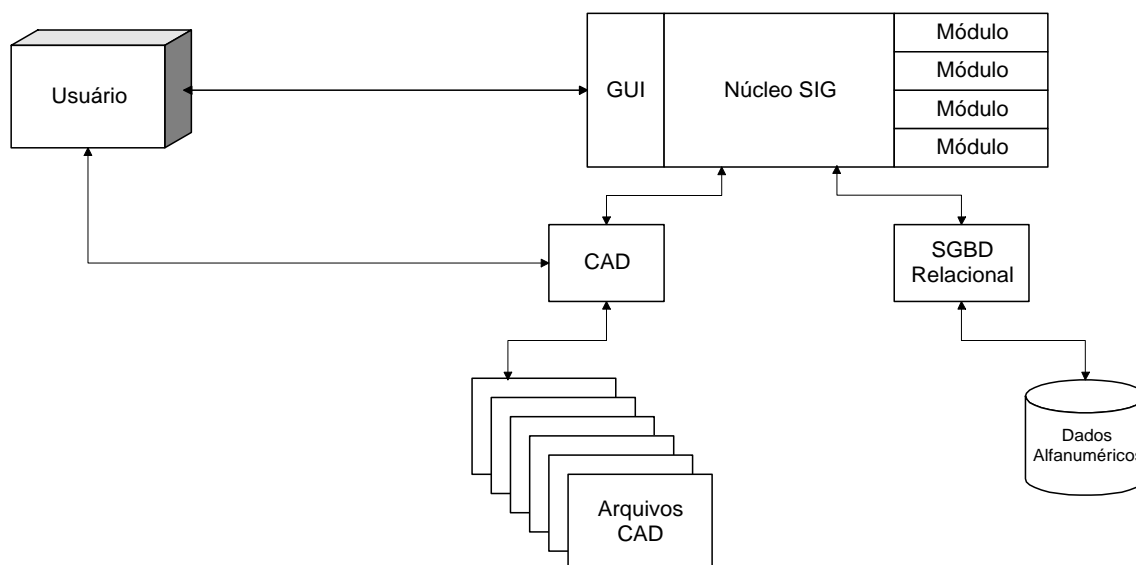 Usuário
GUI
Núcleo SIG
Módulo
Módulo
Módulo
Módulo
CAD
SGBD
Relacional
Arquivos
CAD
Dados
Alfanuméricos